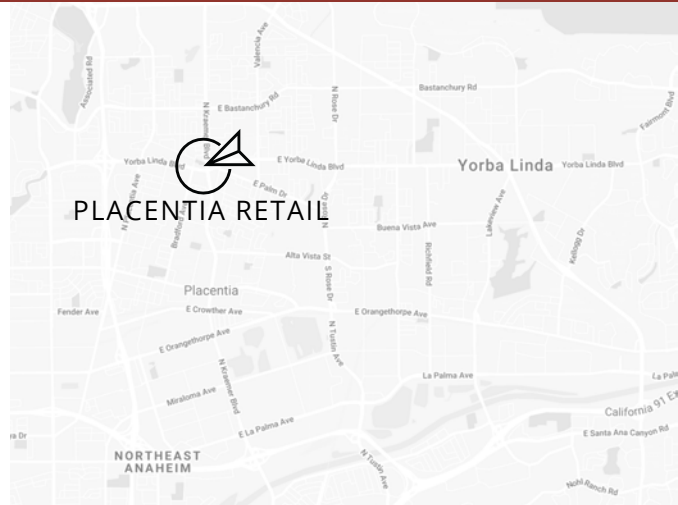 Associated Rd
Valencia Ave
N Rose Dr
Bastanchury Rd
E Bastanchury Rd
N Kraemer Blvd
Fairmont Blvd
Yorba Linda Blvd
E Yorba Linda Blvd
Yorba Linda
Yorba Linda Blvd
E Palm Dr
PLACENTIA RETAIL
Bradford Ave
N Rose Dr
Lakeview Ave
Buena Vista Ave
Kellogg Dr
Richfield Rd
Alta Vista St
S Rose Dr
Placentia
Fender Ave
E Crowther Ave
E Orangethorpe Ave
E Orangethorpe Ave
N Tustin Ave
N Kraemer Blvd
La Palma Ave
Miraloma Ave
California 91 Ex
E La Palma Ave
E Santa Ana Canyon Rd
NORTHEAST
ANAHEIM
N Tustin Ave
Nohl Ranch Rd